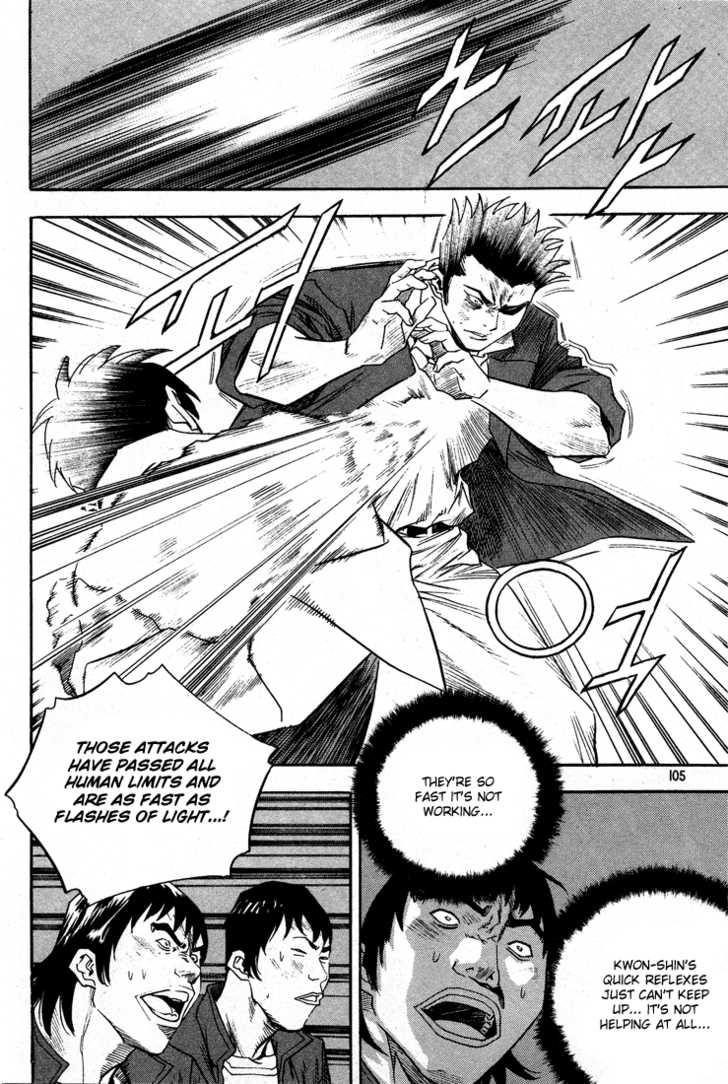 THOSE ATTACKS
HAVE PASSED ALL
HUMAN LIMITS AND
ARE AS FAST AS
FLASHES OF LIGHT...!
THEY'RE SO
FAST IT'S NOT
WORKING...
105
KWON-SHIN'S
QUICK REFLEXES
JUST CAN'T KEEP
UP... IT'S NOT
HELPING AT ALL...